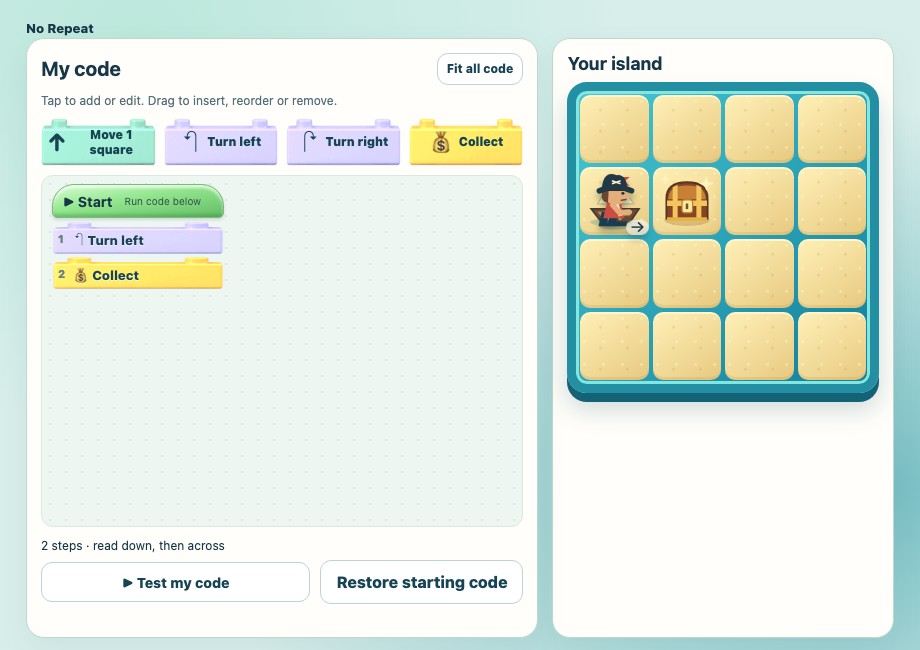 No Repeat
My code
Fit all code
Tap to add or edit. Drag to insert, reorder or remove.
Move 1
square
Turn left
Turn right
Collect
Start Run code below
1 Turn left
2 Collect
2 steps · read down, then across
Test my code
Restore starting code
Your island